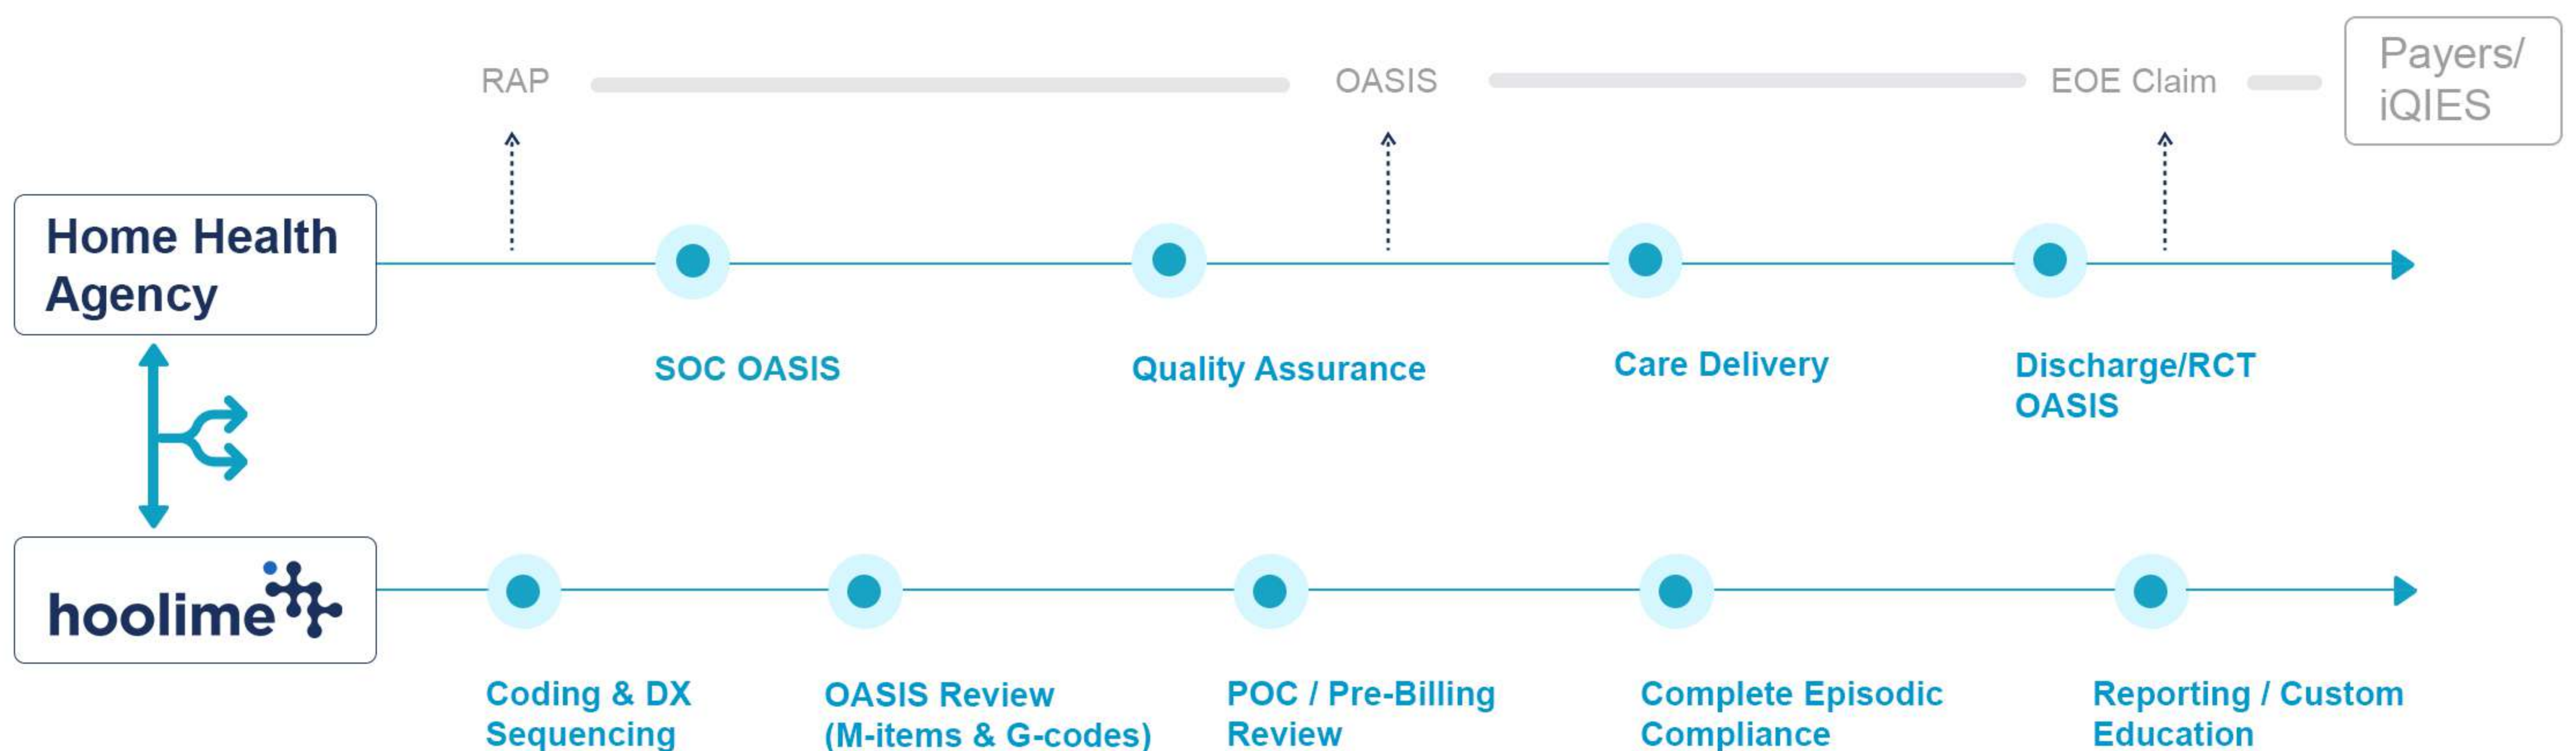 RAP
OASIS
EOE Claim
Payers/
iQIES
Home Health
Agency
SOC OASIS
Quality Assurance
Care Delivery
Discharge/RCT
OASIS
hoolime
Coding & DX
Sequencing
OASIS Review
(M-items & G-codes)
POC / Pre-Billing
Review
Complete Episodic
Compliance
Reporting / Custom
Education